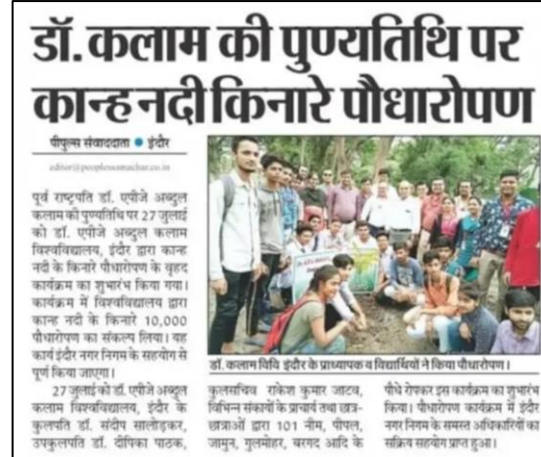 डॉ. कलाम की पुण्यतिथि पर
कान्ह नदी किनारे पौधारोपण
पीपुल्स संवाददाता ● इंदौर
editor@peoplessamachar.co.in
पूर्व राष्ट्रपति डॉ. एपीजे अब्दुल
कलाम की पुण्यतिथि पर 27 जुलाई
को डॉ. एपीजे अब्दुल कलाम
विश्वविद्यालय, इंदौर द्वारा कान्ह
नदी के किनारे पौधारोपण के वृहद
कार्यक्रम का शुभारंभ किया गया।
कार्यक्रम में विश्वविद्यालय द्वारा
कान्ह नदी के किनारे 10,000
पौधारोपण का संकल्प लिया। यह
कार्य इंदौर नगर निगम के सहयोग से
पूर्ण किया जाएगा।
27 जुलाई को डॉ. एपीजे अब्दुल
कलाम विश्वविद्यालय, इंदौर के
कुलपति डॉ. संदीप सालोड़कर,
उपकुलपति डॉ. दीपिका पाठक,
डॉ. कलाम विवि इंदौर के प्राध्यापक व विद्यार्थियों ने किया पौधारोपण।
कुलसचिव राकेश कुमार जाटव,
विभिन्न संकायों के प्राचार्य तथा छात्र-
छात्राओं द्वारा 101 नीम, पीपल,
जामुन, गुलमोहर, बरगद आदि के
पौधे रोपकर इस कार्यक्रम का शुभारंभ
किया। पौधारोपण कार्यक्रम में इंदौर
नगर निगम के समस्त अधिकारियों का
सक्रिय सहयोग प्राप्त हुआ।